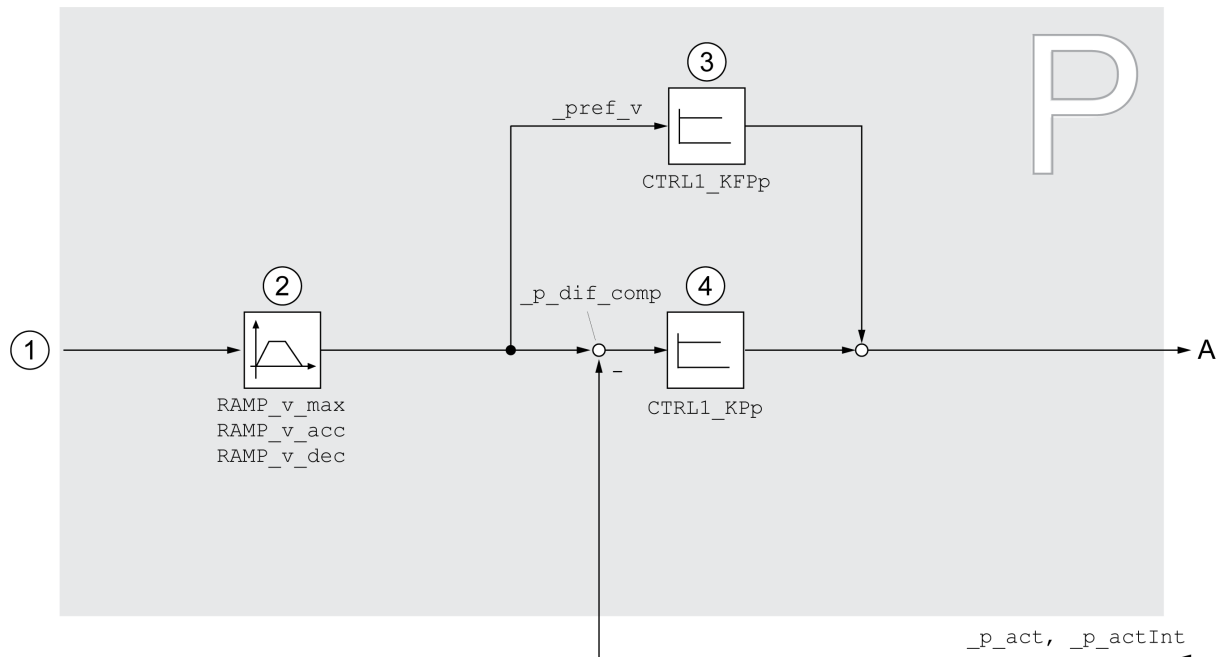 P
3
_pref_v
CTRL1_KFPp
2
_p_dif_comp
4
1
A
-
RAMP_v_max
RAMP_v_acc
RAMP_v_dec
CTRL1_KPp
_p_act, _p_actInt